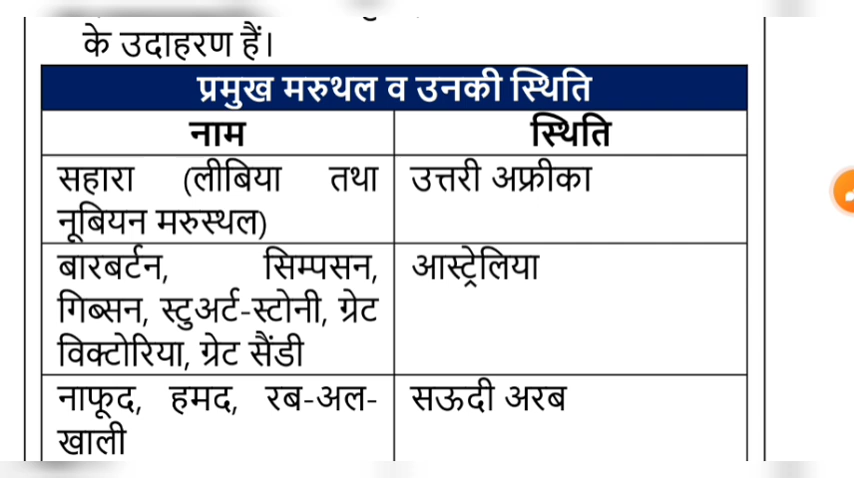 के उदाहरण हैं।
प्रमुख मरुथल व उनकी स्थिति
नाम स्थिति
सहारा (लीबिया तथा उत्तरी अफ्रीका
नूबियन मरुस्थल)
बारबर्टन, सिम्पसन, आस्ट्रेलिया
गिब्सन, स्टुअर्ट-स्टोनी, ग्रेट
विक्टोरिया, ग्रेट सैंडी
नाफूद, हमद, रब-अल- सऊदी अरब
खाली